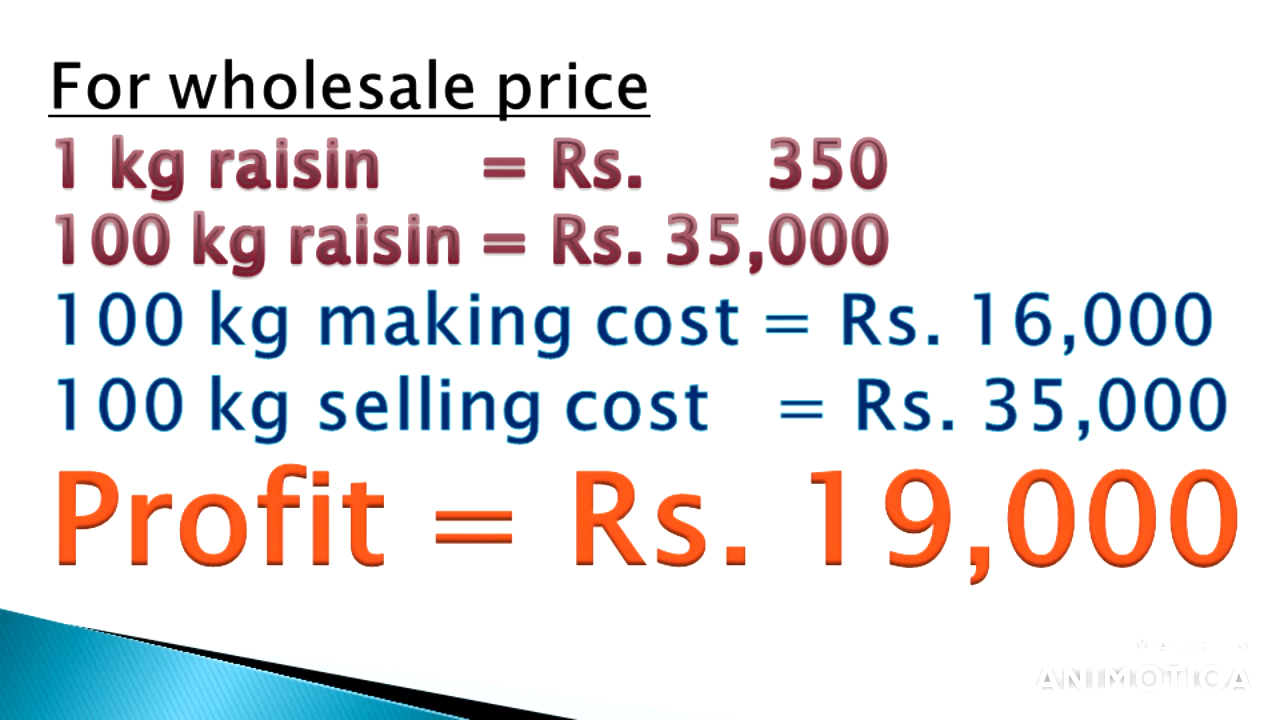 For wholesale price
1 kg raisin = Rs. 350
100 kg raisin = Rs. 35,000
100 kg making cost = Rs. 16,000
100 kg selling cost = Rs. 35,000
Profit = Rs. 19,000
ANIMOTICA